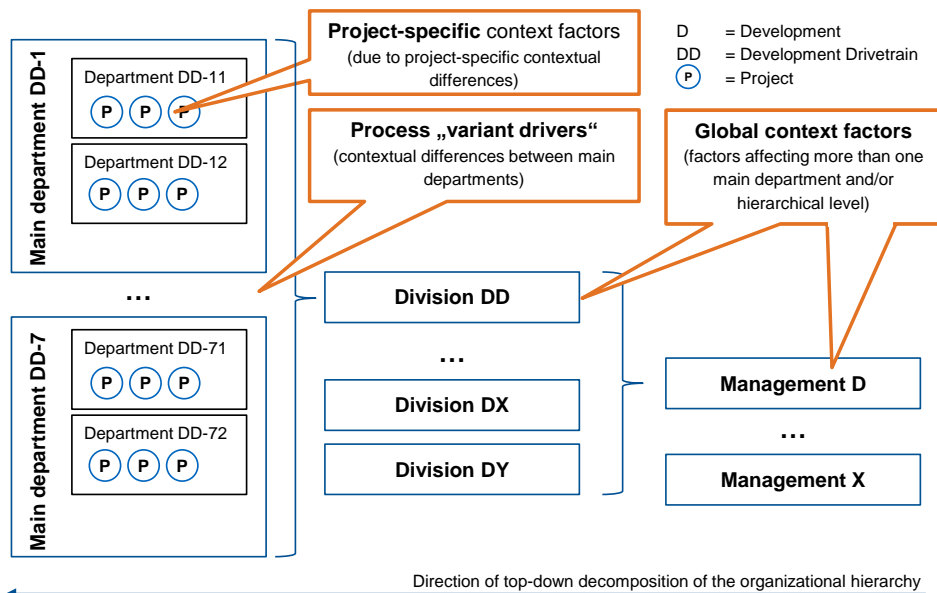 Main department DD-1
Department DD-11
P P P
Department DD-12
P P P
...
Main department DD-7
Department DD-71
P P P
Department DD-72
P P P
Project-specific context factors
(due to project-specific contextual
differences)
Process „variant drivers“
(contextual differences between main
departments)
Global context factors
(factors affecting more than one
main department and/or
hierarchical level)
D = Development
DD = Development Drivetrain
P = Project
Division DD
...
Division DX
Division DY
Management D
...
Management X
Direction of top-down decomposition of the organizational hierarchy